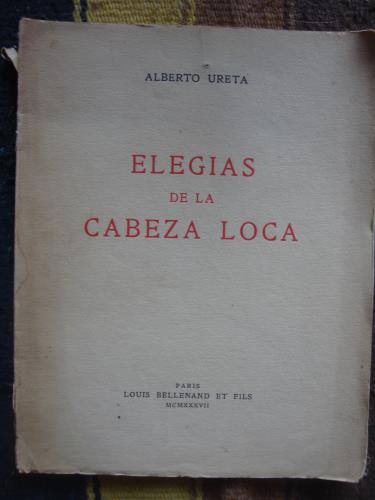 ALBERTO URETA
ELEGIAS
DE LA
CABEZA LOCA
PARIS
LOUIS BELLENAND ET FILS
MCMXXXVII